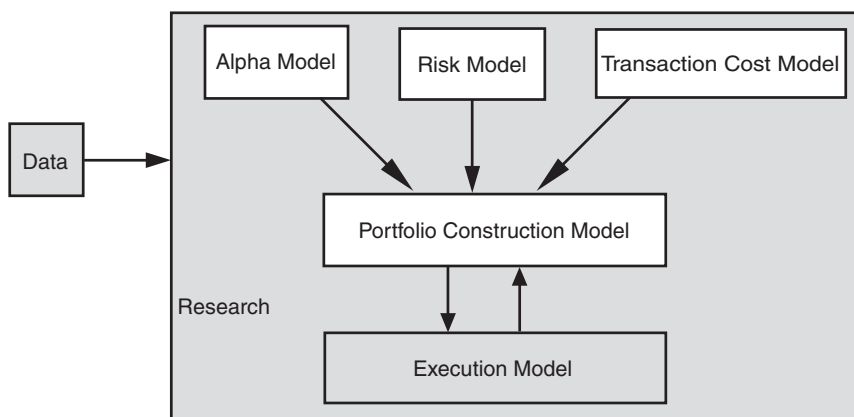 Alpha Model
Risk Model
Transaction Cost Model
Data
Portfolio Construction Model
Research
Execution Model